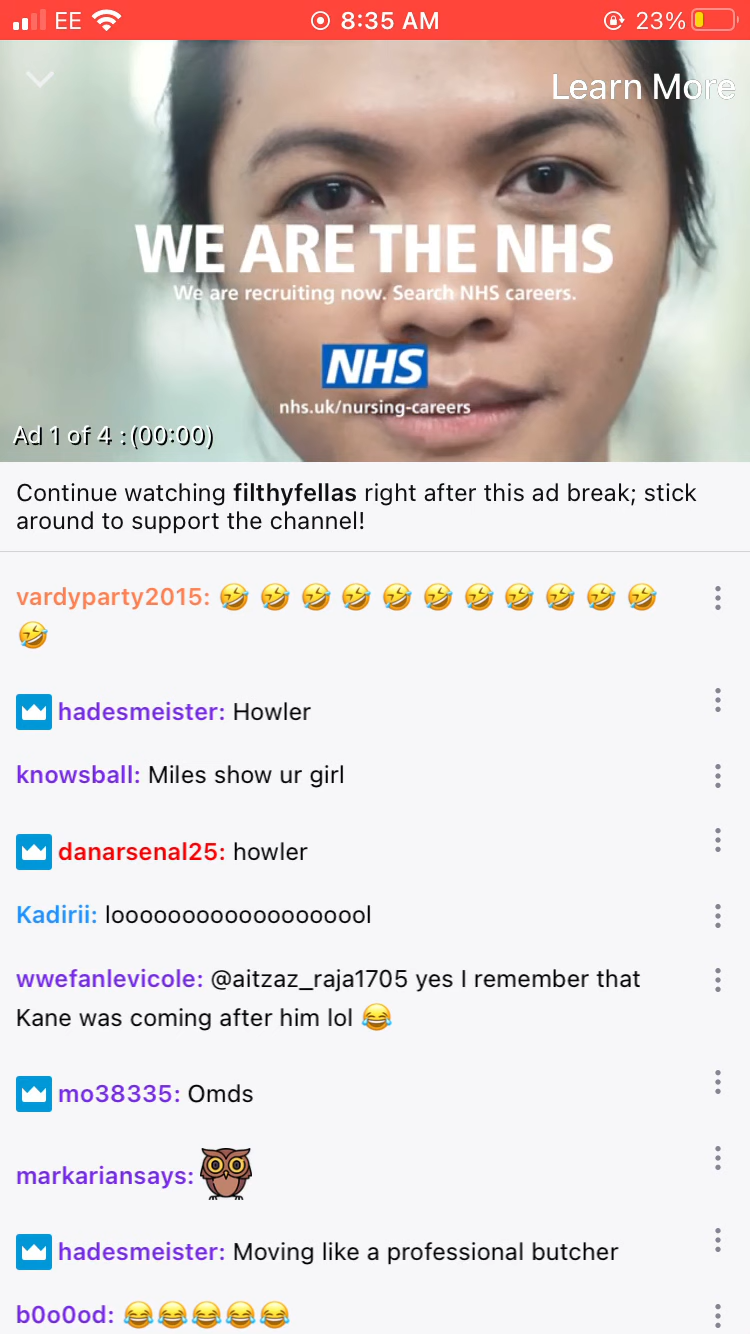 EE 8:35 AM 23%
Learn More
WE ARE THE NHS
We are recruiting now. Search NHS careers.
NHS
nhs.uk/nursing-careers
Ad 1 of 4 : (00:00)
Continue watching filthyfellas right after this ad break; stick
around to support the channel!
vardyparty2015: 🤣 🤣 🤣 🤣 🤣 🤣 🤣 🤣 🤣 🤣 🤣
🤣
hadesmeister: Howler
knowsball: Miles show ur girl
danarsenal25: howler
Kadirii: looooooooooooooooool
wwefanlevicole: @aitzaz_raja1705 yes I remember that
Kane was coming after him lol 😂
mo38335: Omds
markariansays:
hadesmeister: Moving like a professional butcher
b0o0od: 😂😂😂😂😂